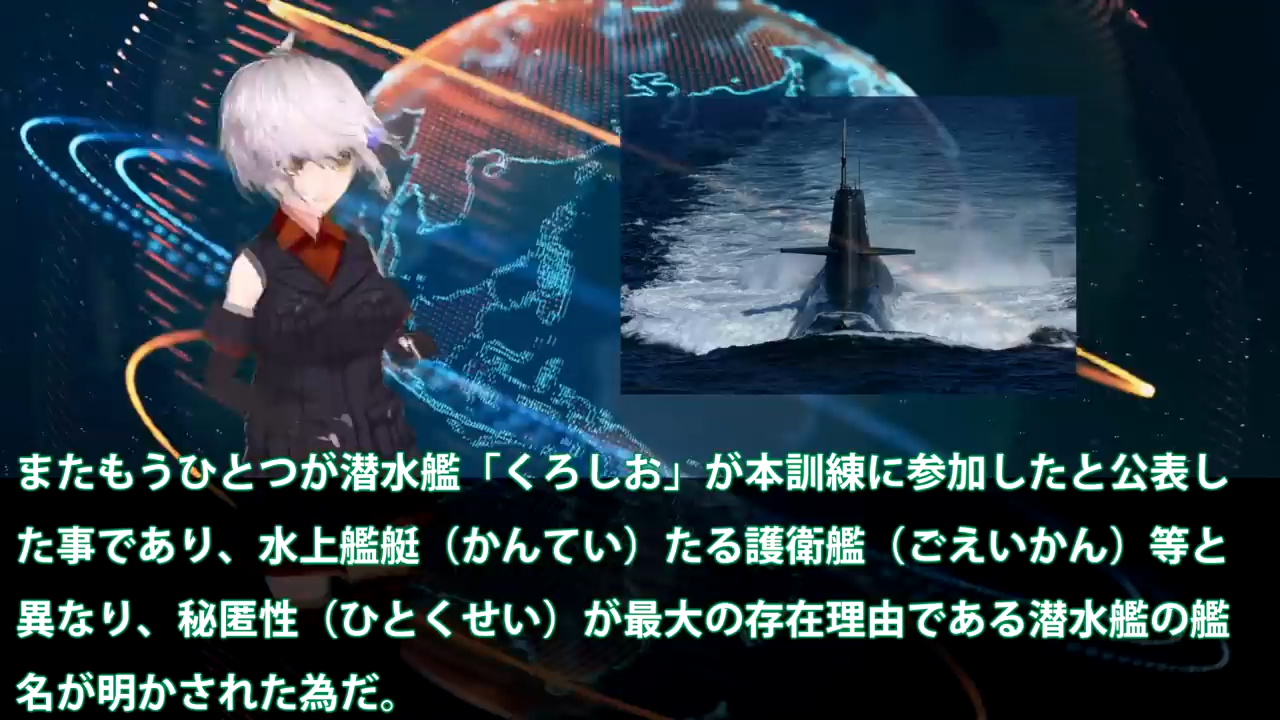 またもうひとつが潜水艦「くろしお」が本訓練に参加したと公表し
た事であり、水上艦艇（かんてい）たる護衛艦（ごえいかん）等と
異なり、秘匿性（ひとくせい）が最大の存在理由である潜水艦の艦
名が明かされた為だ。